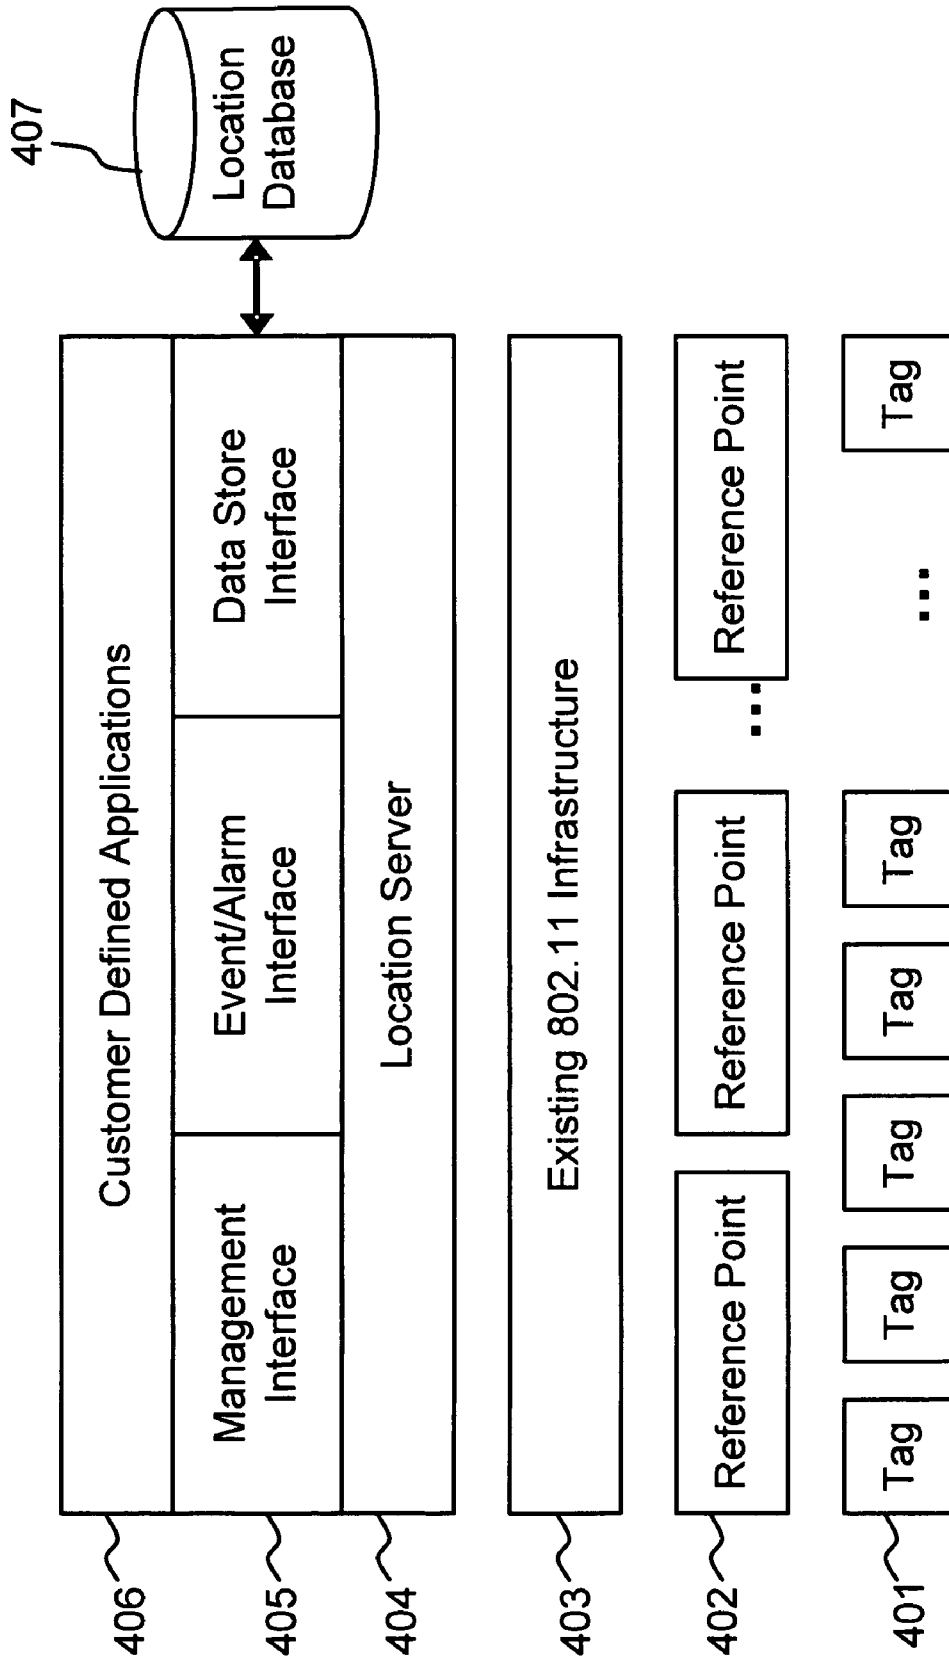 407
Location
Database
406
Customer Defined Applications
405
Management
Interface
Event/Alarm
Interface
Data Store
Interface
404
Location Server
403
Existing 802.11 Infrastructure
402
Reference Point
Reference Point
...
Reference Point
401
Tag
Tag
Tag
Tag
Tag
...
Tag